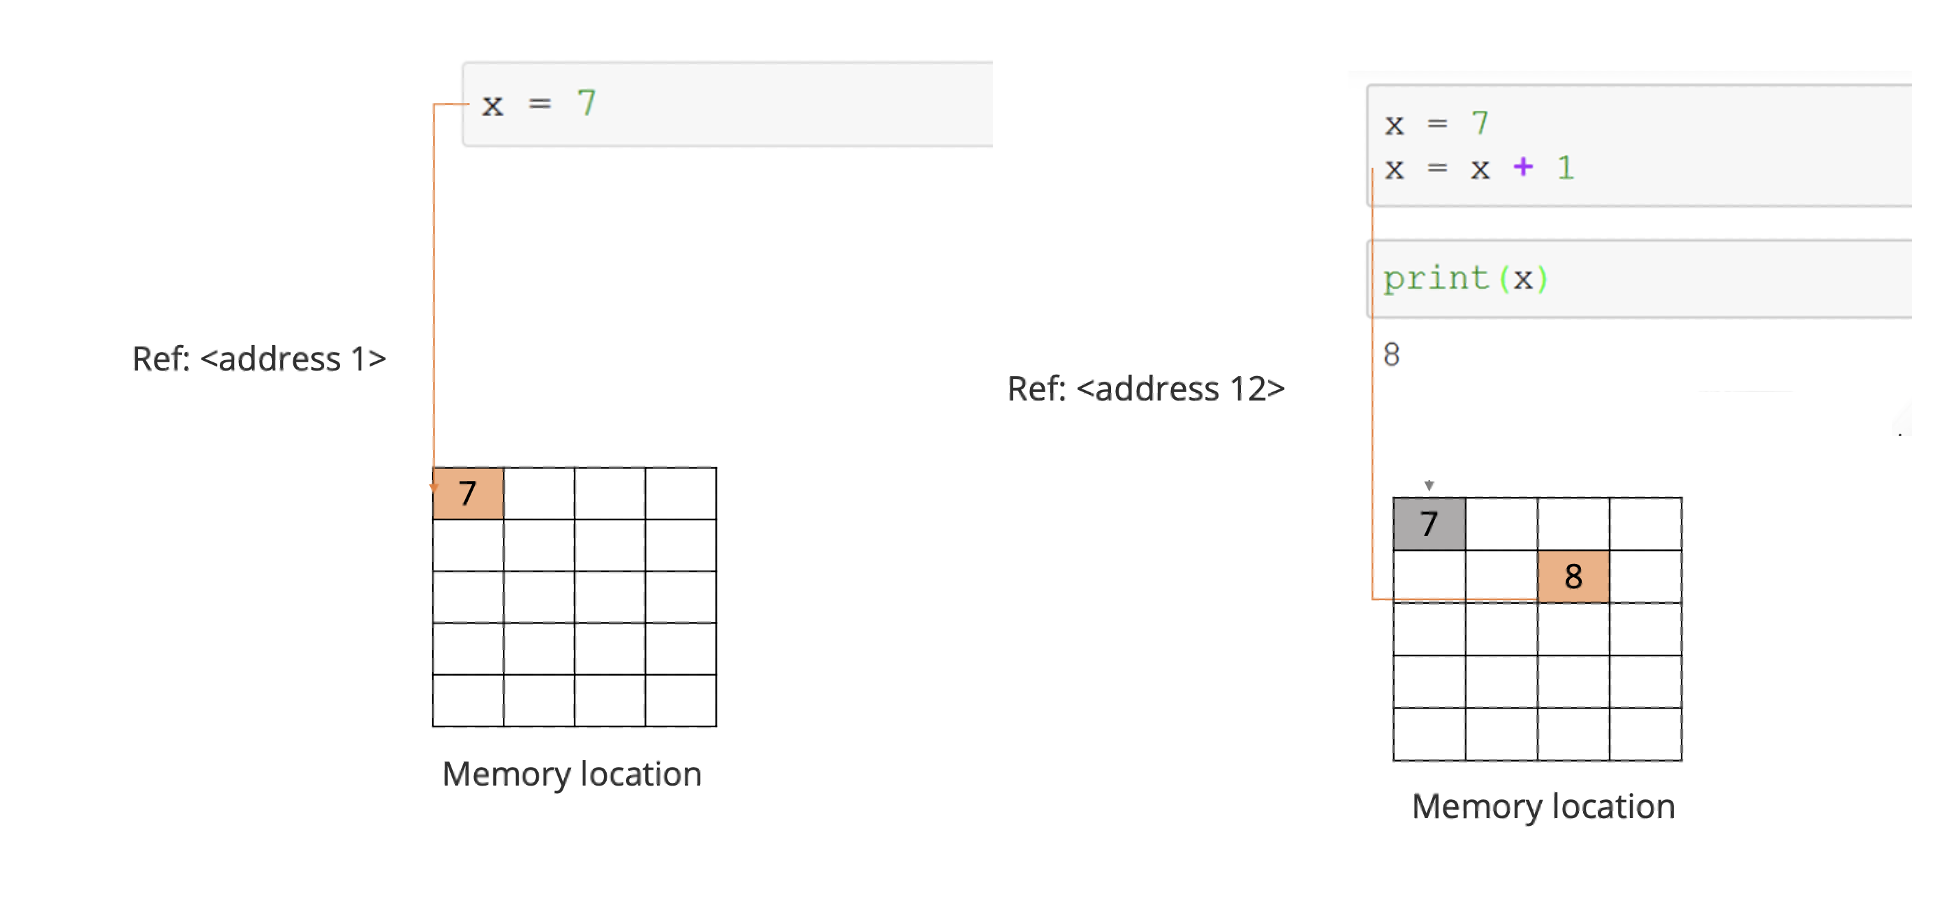 x = 7
Ref: <address 1>
7
Memory location
x = 7
x = x + 1
print(x)
8
Ref: <address 12>
7
8
Memory location